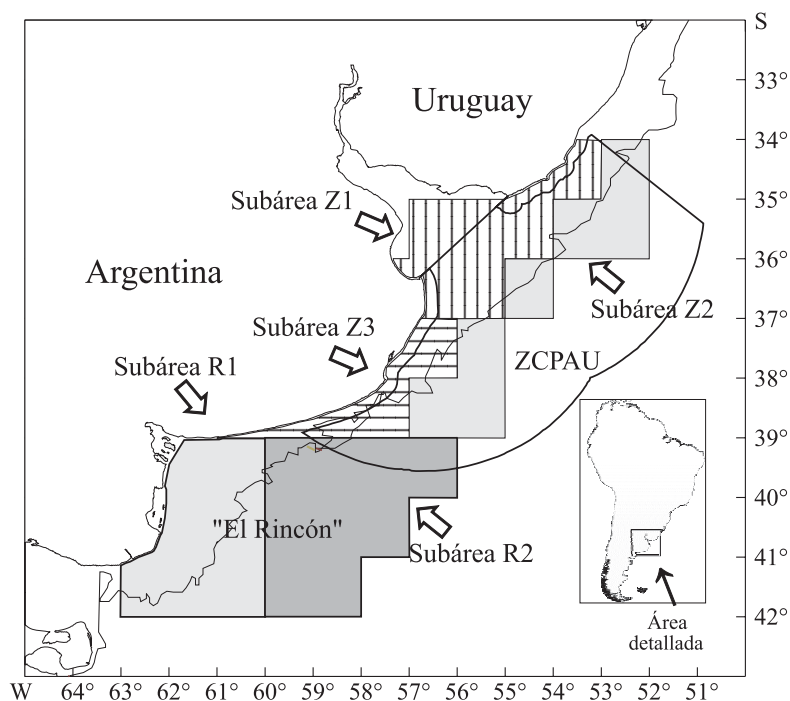 S
33°
Uruguay
34°
Subárea Z1
35°
Argentina
36°
Subárea Z2
37°
Subárea Z3
ZCPAU
Subárea R1
38°
39°
40°
"El Rincón"
Subárea R2
41°
42°
Área
detallada
W 64° 63° 62° 61° 60° 59° 58° 57° 56° 55° 54° 53° 52° 51°